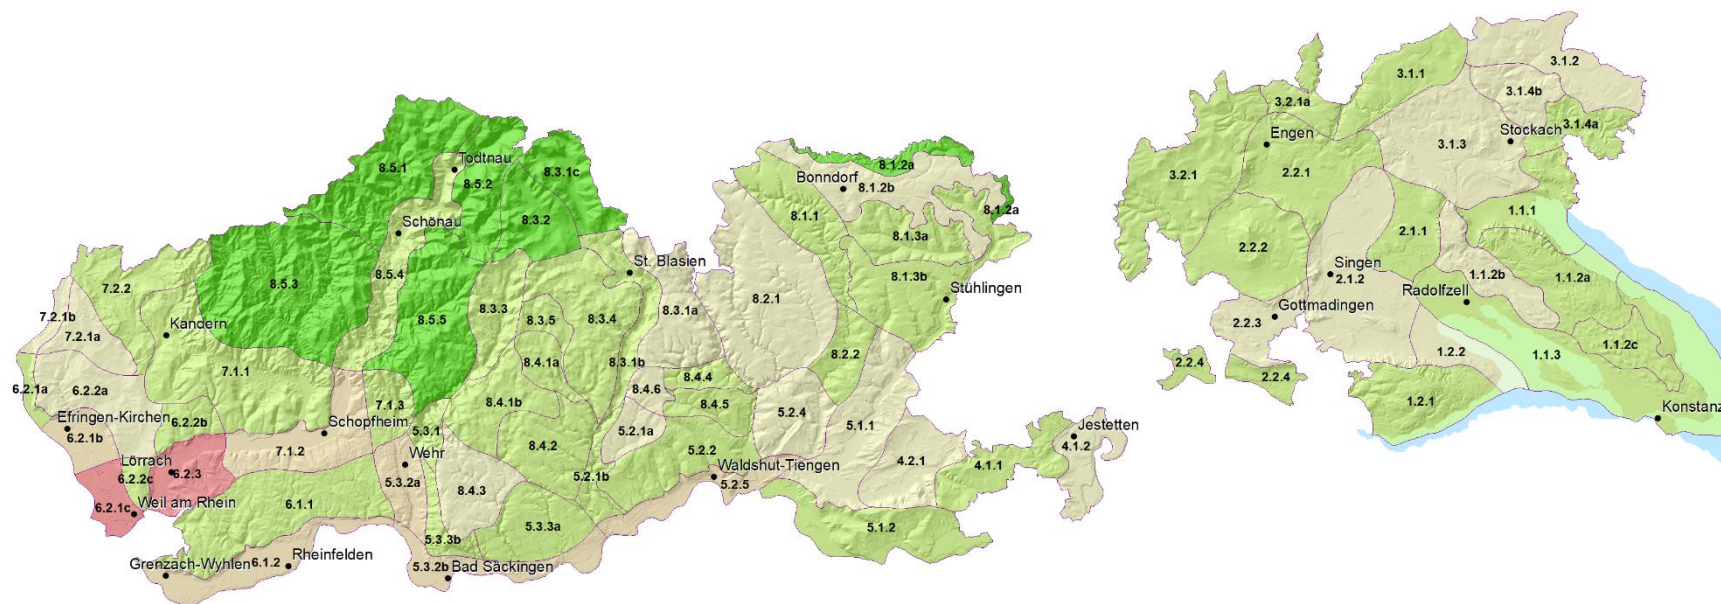 3.1.2
3.1.1
3.1.4b
3.2.1a
3.1.4a
Engen
Stockach
3.1.3
8.5.1
Todtnau
8.5.2
8.3.1c
8.1.2a
Bonndorf
8.1.2b
3.2.1
2.2.1
Schönau
8.3.2
8.1.1
8.1.2a
8.1.3a
1.1.1
2.1.1
2.2.2
7.2.2
8.5.3
8.5.4
St. Blasien
8.1.3b
Stühlingen
Singen
2.1.2
1.1.2b
1.1.2a
Radolfzell
7.2.1b
7.2.1a
Kandern
8.5.5
8.3.3
8.3.5
8.3.4
8.3.1a
8.2.1
Gottmadingen
2.2.3
8.3.1b
8.4.1a
8.2.2
1.2.2
1.1.3
1.1.2c
2.2.4
2.2.4
6.2.1a
6.2.2a
7.1.1
7.1.3
8.4.1b
8.4.6
8.4.4
8.4.5
5.2.4
5.1.1
1.2.1
Konstanz
Efringen-Kirchen
6.2.1b
6.2.2b
Schopfheim
5.3.1
5.2.1a
Jestetten
4.1.2
Lörrach
6.2.3
7.1.2
Wehr
8.4.2
5.2.2
Waldshut-Tiengen
4.2.1
4.1.1
6.2.2c
5.3.2a
8.4.3
5.2.1b
5.2.5
6.2.1c
Weil am Rhein
6.1.1
5.3.3a
5.1.2
5.3.3b
Grenzach-Wyhlen
6.1.2
Rheinfelden
5.3.2b
Bad Säckingen